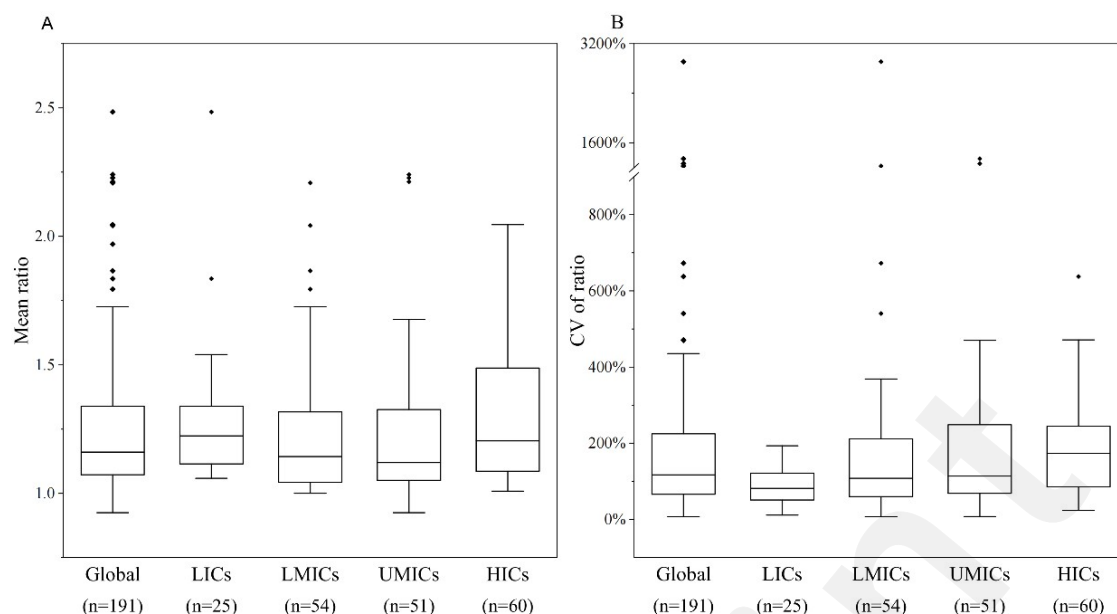 A
Mean ratio
2.5
2.0
1.5
1.0
Global LICs LMICs UMICs HICs
(n=191) (n=25) (n=54) (n=51) (n=60)
B
CV of ratio
3200%
1600%
800%
600%
400%
200%
0%
Global LICs LMICs UMICs HICs
(n=191) (n=25) (n=54) (n=51) (n=60)
nt